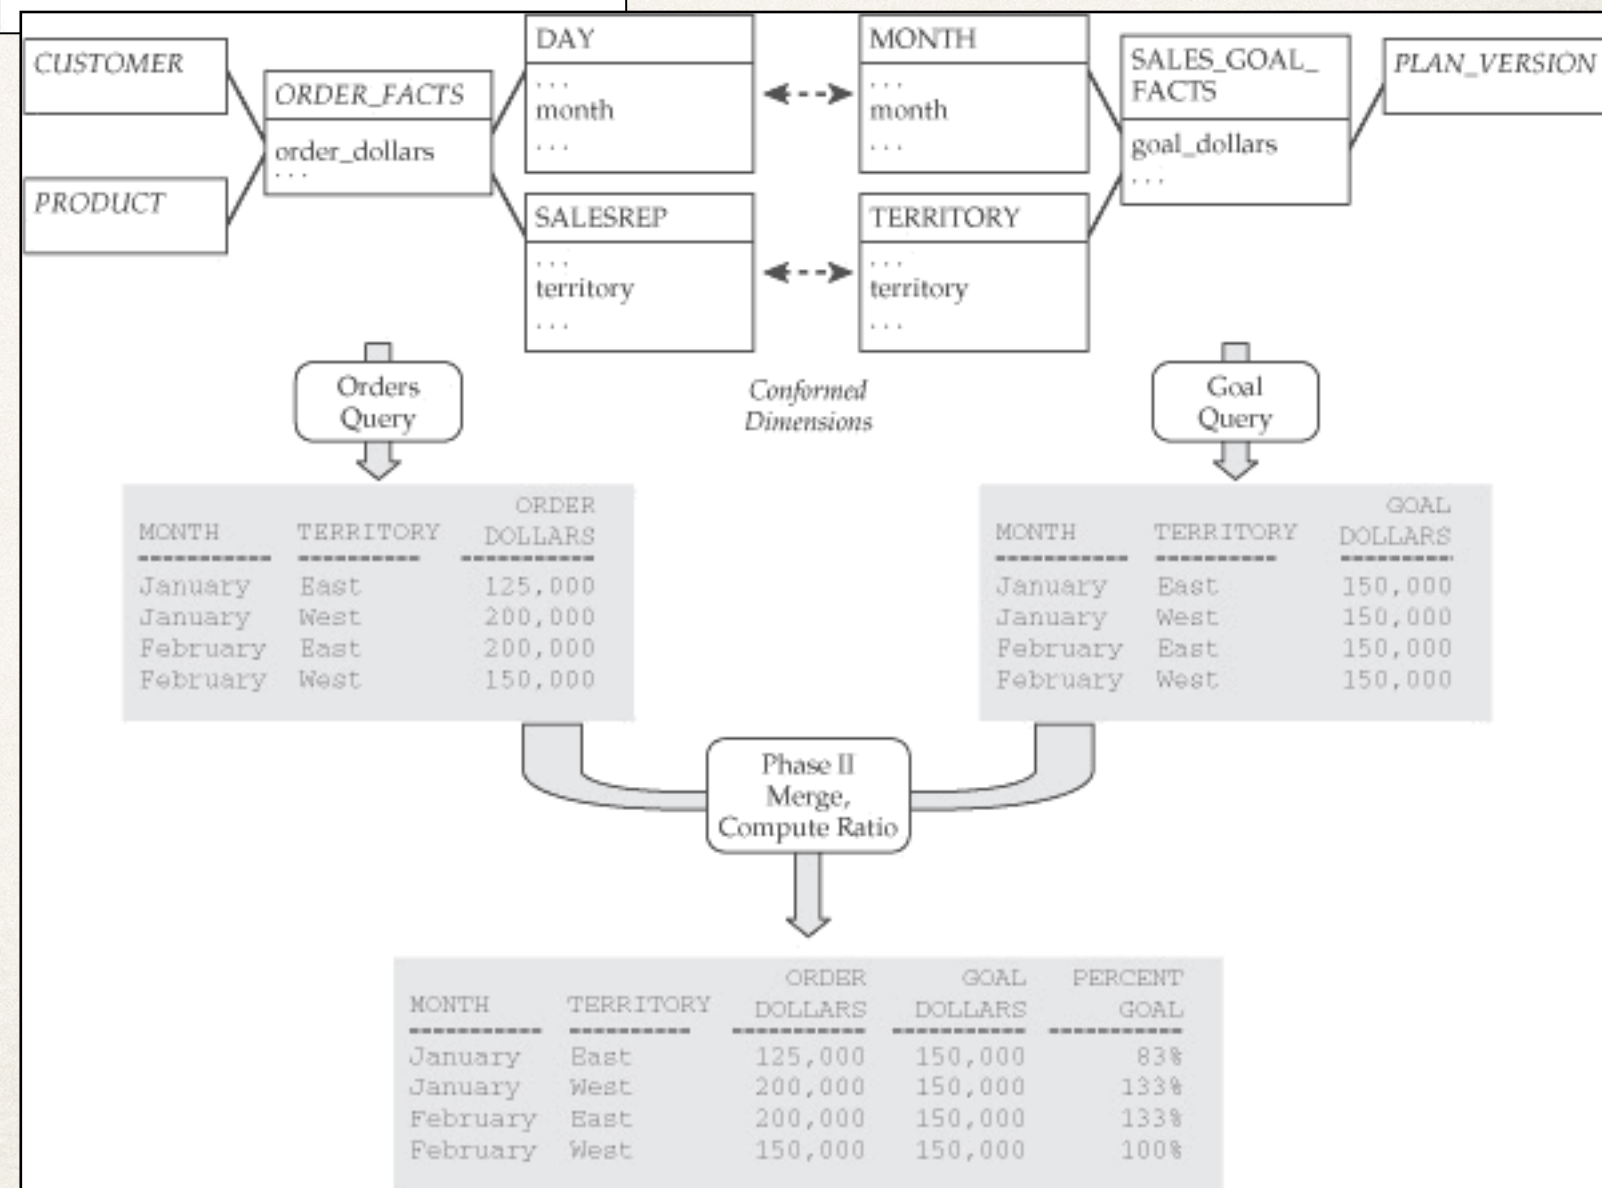 CUSTOMER
PRODUCT
ORDER_FACTS
order_dollars
. . .
DAY
. . .
month
. . .
SALESREP
. . .
territory
. . .
MONTH
. . .
month
. . .
TERRITORY
. . .
territory
. . .
SALES_GOAL_
FACTS
goal_dollars
. . .
PLAN_VERSION
Orders
Query
Conformed
Dimensions
Goal
Query
ORDER
MONTH TERRITORY DOLLARS
January East 125,000
January West 200,000
February East 200,000
February West 150,000
GOAL
MONTH TERRITORY DOLLARS
January East 150,000
January West 150,000
February East 150,000
February West 150,000
Phase II
Merge,
Compute Ratio
ORDER GOAL PERCENT
MONTH TERRITORY DOLLARS DOLLARS GOAL
January East 125,000 150,000 83%
January West 200,000 150,000 133%
February East 200,000 150,000 133%
February West 150,000 150,000 100%